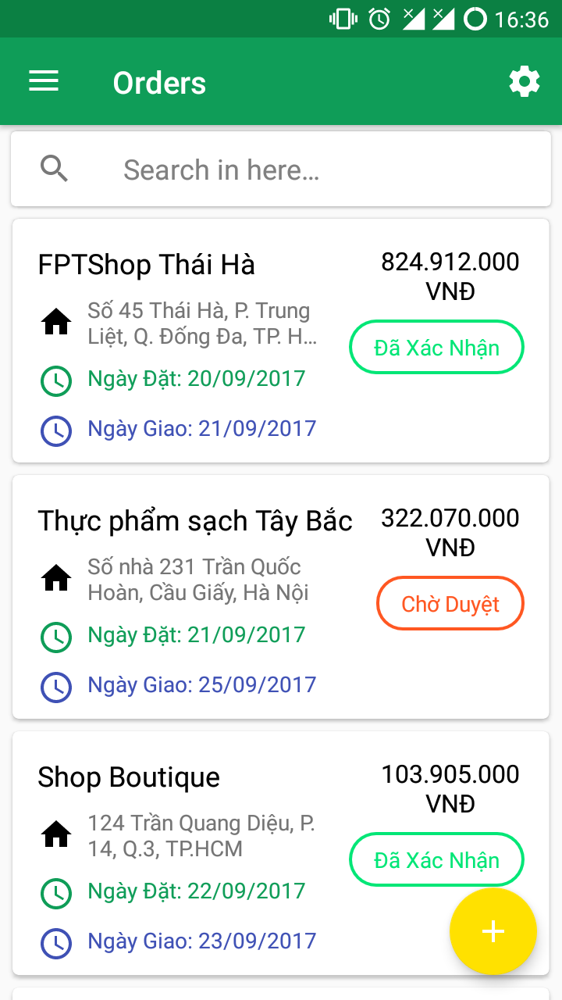 16:36
Orders
Search in here...
FPTShop Thái Hà
824.912.000
VNĐ
Số 45 Thái Hà, P. Trung
Liệt, Q. Đống Đa, TP. H...
Đã Xác Nhận
Ngày Đặt: 20/09/2017
Ngày Giao: 21/09/2017
Thực phẩm sạch Tây Bắc
322.070.000
VNĐ
Số nhà 231 Trần Quốc
Hoàn, Cầu Giấy, Hà Nội
Chờ Duyệt
Ngày Đặt: 21/09/2017
Ngày Giao: 25/09/2017
Shop Boutique
103.905.000
VNĐ
124 Trần Quang Diệu, P.
14, Q.3, TP.HCM
Đã Xác Nhận
Ngày Đặt: 22/09/2017
Ngày Giao: 23/09/2017